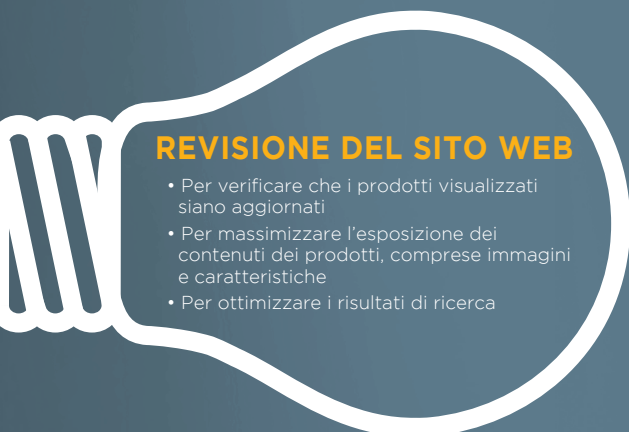 REVISIONE DEL SITO WEB
• Per verificare che i prodotti visualizzati
siano aggiornati
• Per massimizzare l’esposizione dei
contenuti dei prodotti, comprese immagini
e caratteristiche
• Per ottimizzare i risultati di ricerca